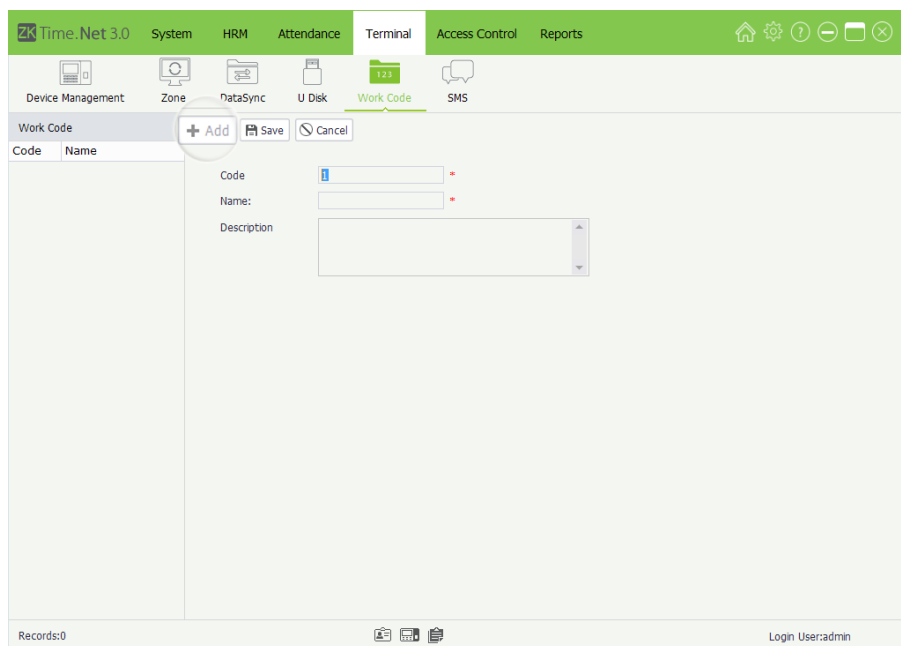 ZK Time.Net 3.0 System HRM Attendance Terminal Access Control Reports
Device Management Zone DataSync U Disk 123 Work Code SMS
Work Code Add Save Cancel
Code Name
Code 1 *
Name: *
Description
Records:0 Login User:admin